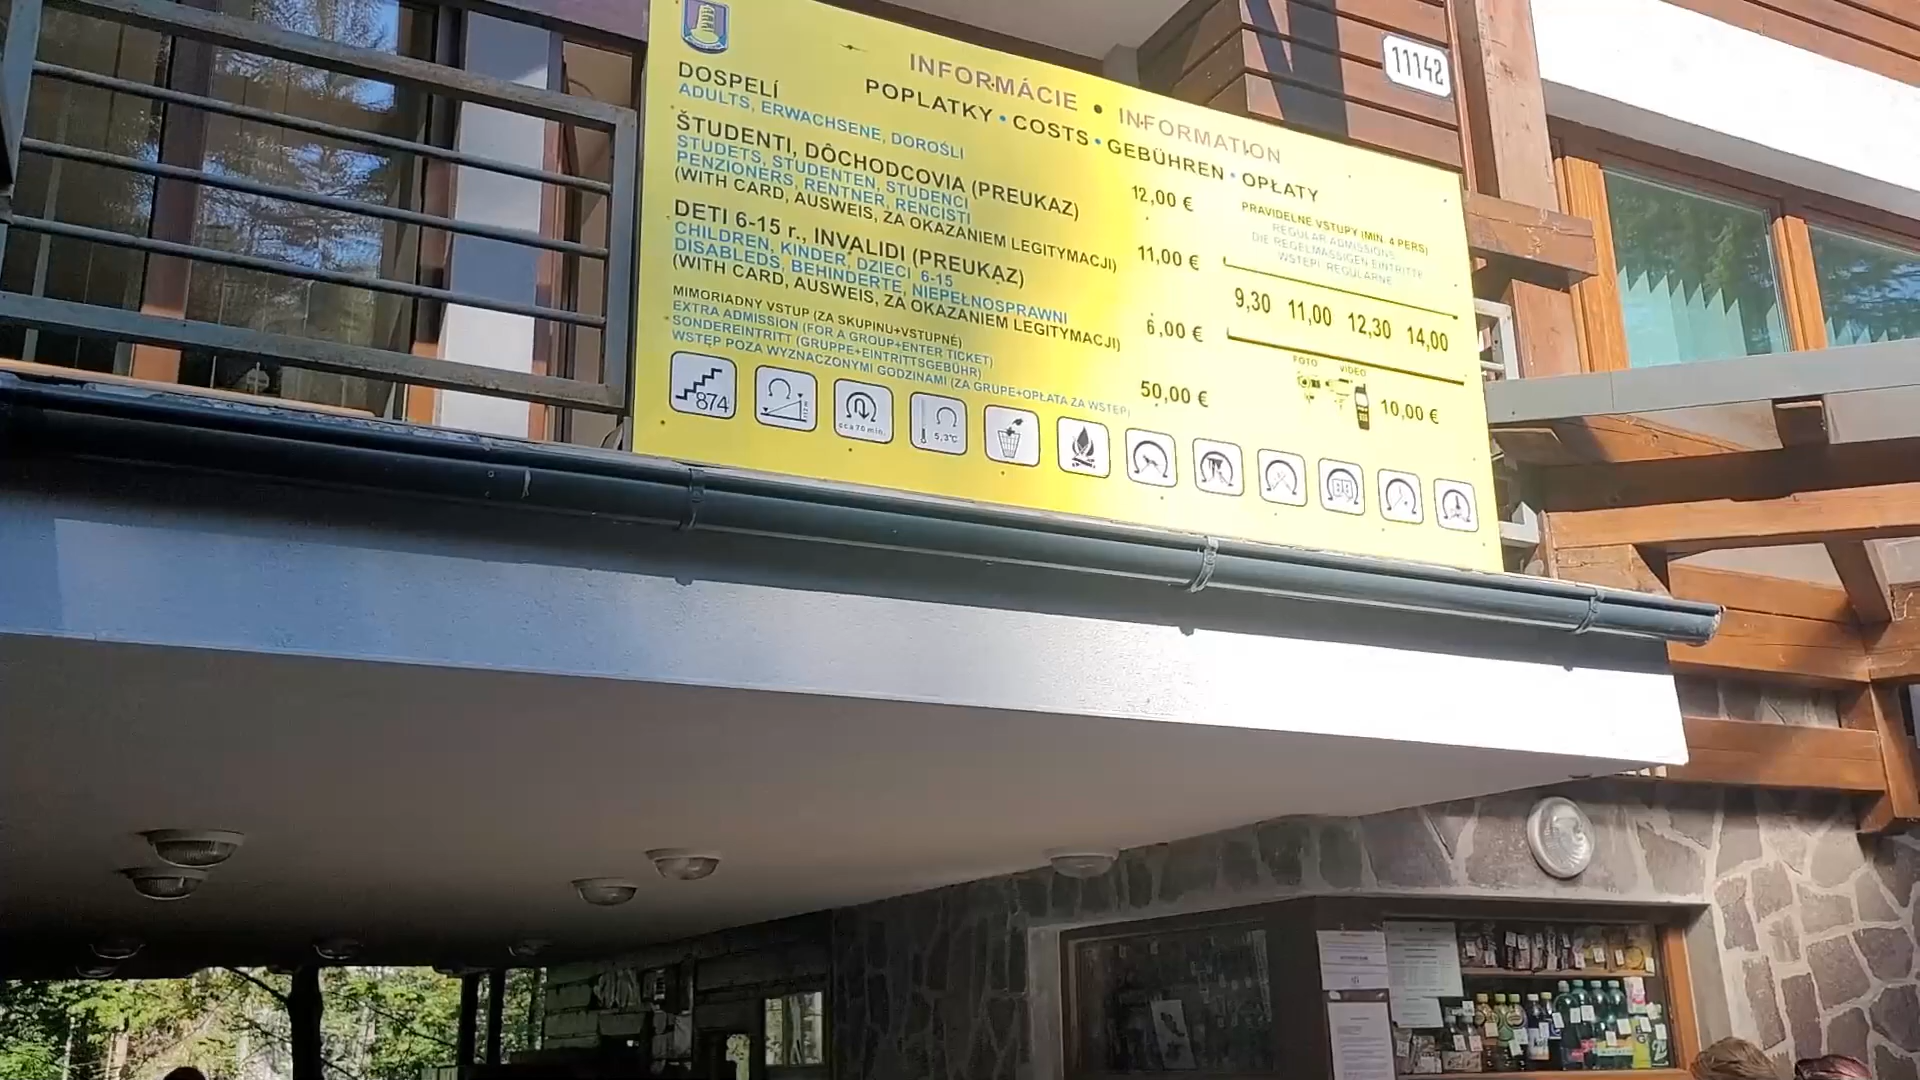 INFORMÁCIE • INFORMATION
POPLATKY • COSTS • GEBÜHREN • OPŁATY
DOSPELÍ
ADULTS, ERWACHSENE, DOROŚLI
12,00 €
ŠTUDENTI, DÔCHODCOVIA (PREUKAZ)
STUDETS, STUDENTEN, STUDENCI
PENZIONERS, RENTNER, RENCISTI
(WITH CARD, AUSWEIS, ZA OKAZANIEM LEGITYMACJI)
11,00 €
DETI 6-15 r., INVALIDI (PREUKAZ)
CHILDREN, KINDER, DZIECI 6-15
DISABLEDS, BEHINDERTE, NIEPEŁNOSPRAWNI
(WITH CARD, AUSWEIS, ZA OKAZANIEM LEGITYMACJI)
6,00 €
MIMORIADNY VSTUP (ZA SKUPINU+VSTUPNÉ)
EXTRA ADMISSION (FOR A GROUP+ENTER TICKET)
SONDEREINTRITT (GRUPPE+EINTRITTSGEBÜHR)
WSTĘP POZA WYZNACZONYMI GODZINAMI (ZA GRUPE+OPŁATA ZA WSTĘP)
50,00 €
PRAVIDELNÉ VSTUPY (MIN. 4 PERS)
REGULAR ADMISSIONS
DIE REGELMÄSSIGEN EINTRITTE
WSTĘPI REGULARNE
9,30 11,00 12,30 14,00
FOTO VIDEO
10,00 €
874
cca 70 min.
5,3°C
11142